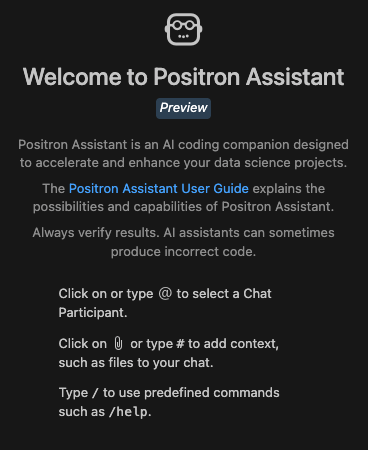 Welcome to Positron Assistant
Preview
Positron Assistant is an AI coding companion designed
to accelerate and enhance your data science projects.
The Positron Assistant User Guide explains the
possibilities and capabilities of Positron Assistant.
Always verify results. AI assistants can sometimes
produce incorrect code.
Click on or type @ to select a Chat
Participant.
Click on or type # to add context,
such as files to your chat.
Type / to use predefined commands
such as /help.